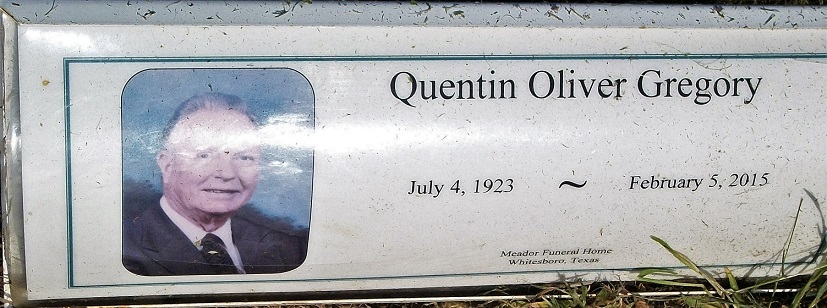 Quentin Oliver Gregory
July 4, 1923 ~ February 5, 2015
Meador Funeral Home
Whitesboro, Texas